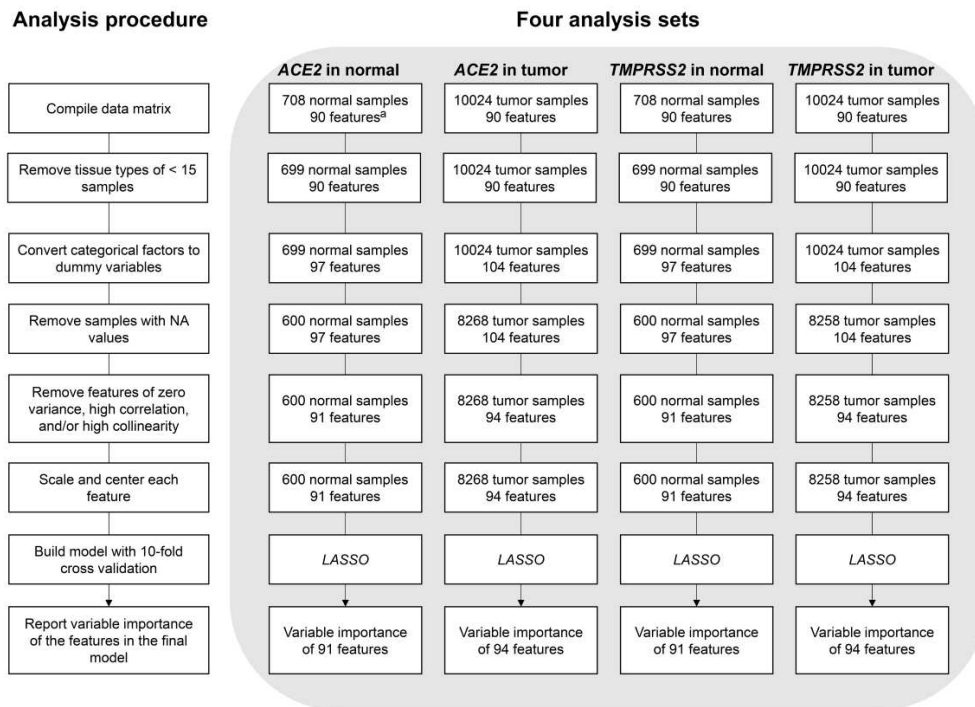 Analysis procedure
Four analysis sets
ACE2 in normal
ACE2 in tumor
TMPRSS2 in normal
TMPRSS2 in tumor
Compile data matrix
708 normal samples
90 featuresª
10024 tumor samples
90 features
708 normal samples
90 features
10024 tumor samples
90 features
Remove tissue types of < 15
samples
699 normal samples
90 features
10024 tumor samples
90 features
699 normal samples
90 features
10024 tumor samples
90 features
Convert categorical factors to
dummy variables
699 normal samples
97 features
10024 tumor samples
104 features
699 normal samples
97 features
10024 tumor samples
104 features
Remove samples with NA
values
600 normal samples
97 features
8268 tumor samples
104 features
600 normal samples
97 features
8258 tumor samples
104 features
Remove features of zero
variance, high correlation,
and/or high collinearity
600 normal samples
91 features
8268 tumor samples
94 features
600 normal samples
91 features
8258 tumor samples
94 features
Scale and center each
feature
600 normal samples
91 features
8268 tumor samples
94 features
600 normal samples
91 features
8258 tumor samples
94 features
Build model with 10-fold
cross validation
LASSO
LASSO
LASSO
LASSO
Report variable importance
of the features in the final
model
Variable importance
of 91 features
Variable importance
of 94 features
Variable importance
of 91 features
Variable importance
of 94 features